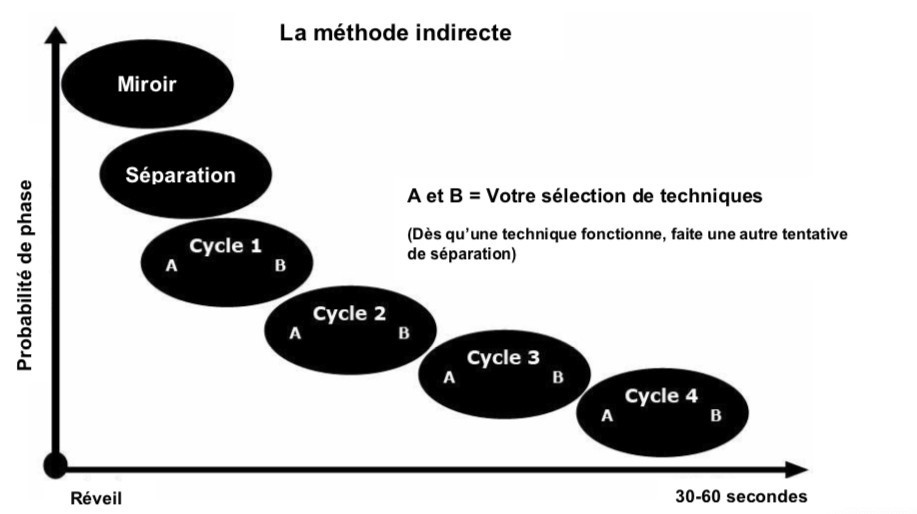 La méthode indirecte
Miroir
Séparation
A et B = Votre sélection de techniques
(Dès qu'une technique fonctionne, faite une autre tentative
de séparation)
Cycle 1
A B
Cycle 2
A B
Cycle 3
A B
Cycle 4
A B
Probabilité de phase
Réveil
30-60 secondes